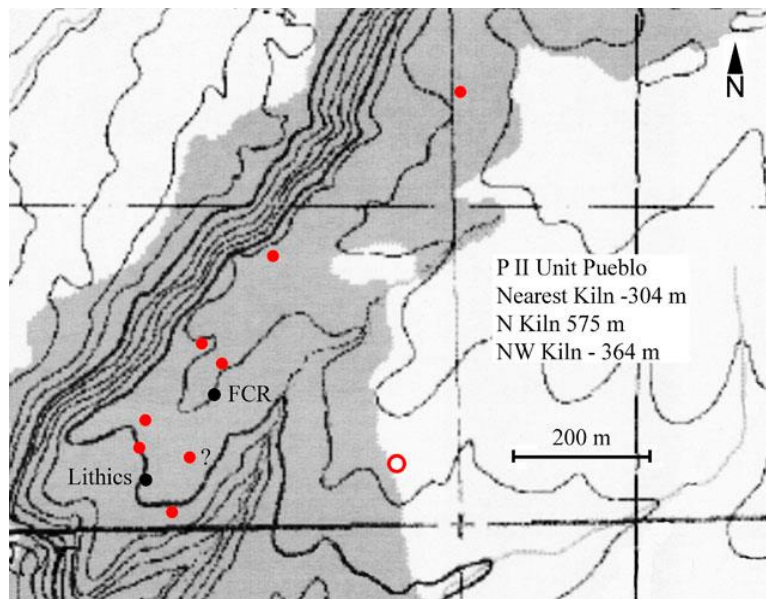 N
P II Unit Pueblo
Nearest Kiln -304 m
N Kiln 575 m
NW Kiln - 364 m
FCR
200 m
?
Lithics